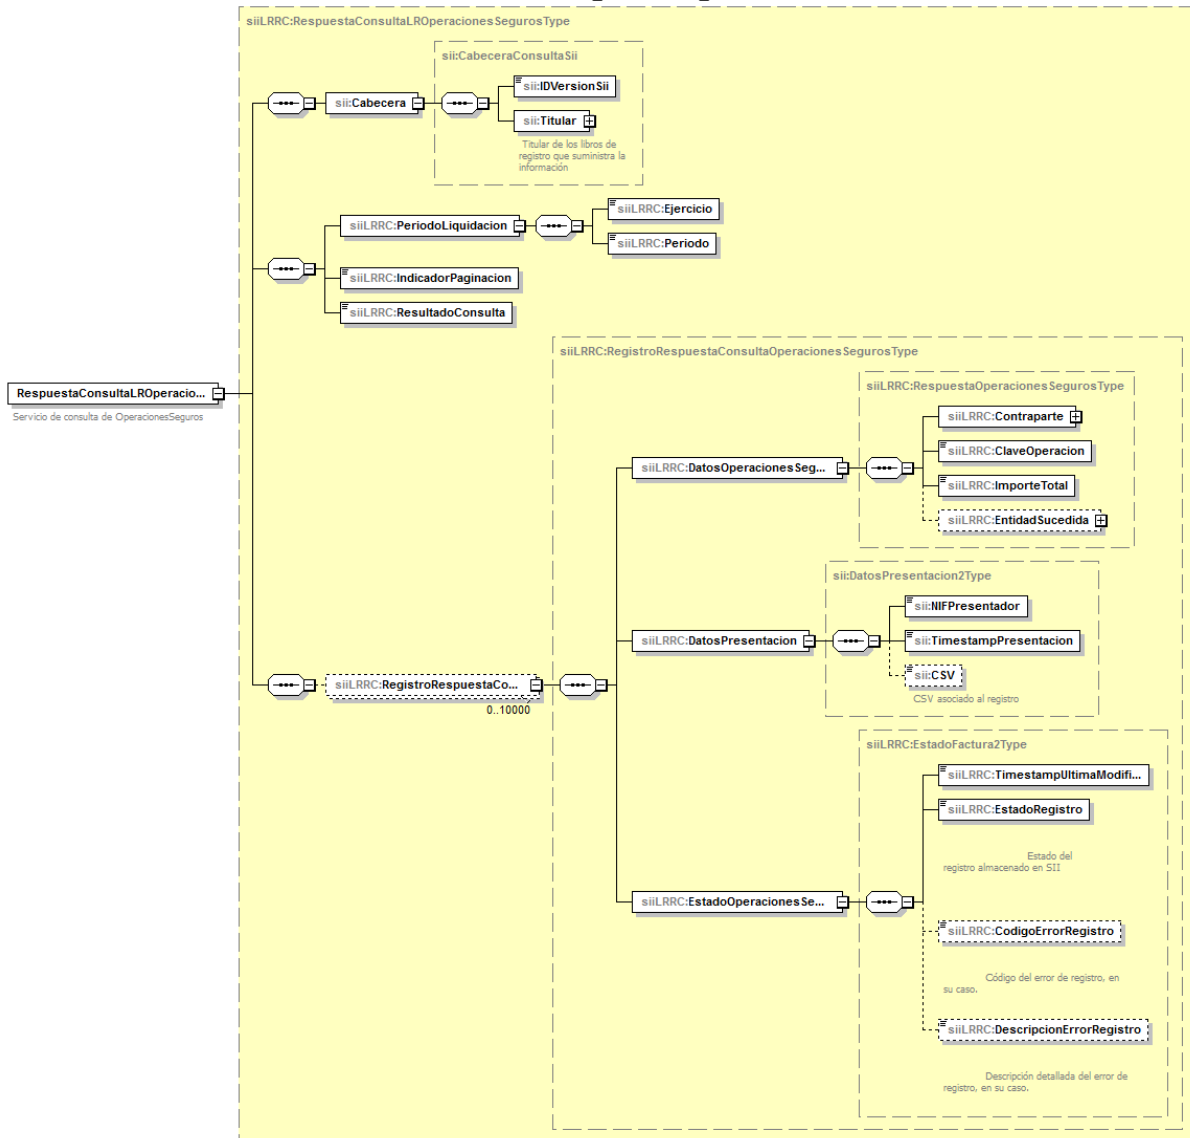 siiLRRC:RespuestaConsultaLROperacionesSegurosType
sii:CabeceraConsultaSii
sii:IDVersionSii
sii:Cabecera
sii:Titular
Titular de los libros de
registro que suministra la
información
siiLRRC:Ejercicio
siiLRRC:PeriodoLiquidacion
siiLRRC:Periodo
siiLRRC:IndicadorPaginacion
siiLRRC:ResultadoConsulta
siiLRRC:RegistroRespuestaConsultaOperacionesSegurosType
siiLRRC:RespuestaOperacionesSegurosType
RespuestaConsultaLROperacio...
Servicio de consulta de OperacionesSeguros
siiLRRC:Contraparte
siiLRRC:ClaveOperacion
siiLRRC:DatosOperacionesSeg...
siiLRRC:ImporteTotal
siiLRRC:EntidadSucedida
sii:DatosPresentacion2Type
sii:NIFPresentador
siiLRRC:DatosPresentacion
sii:TimestampPresentacion
sii:CSV
CSV asociado al registro
siiLRRC:RegistroRespuestaCo...
0..10000
siiLRRC:EstadoFactura2Type
siiLRRC:TimestampUltimaModifi...
siiLRRC:EstadoRegistro
Estado del
registro almacenado en SII
siiLRRC:EstadoOperacionesSe...
siiLRRC:CodigoErrorRegistro
Código del error de registro, en
su caso.
siiLRRC:DescripcionErrorRegistro
Descripción detallada del error de
registro, en su caso.